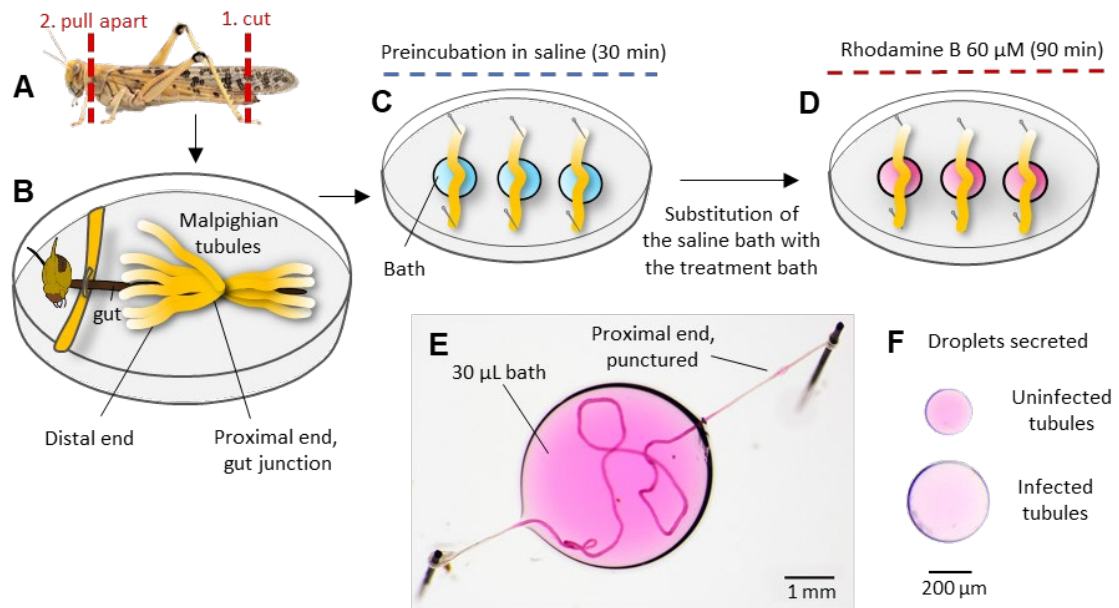 2. pull apart
1. cut
A
B
Malpighian
tubules
gut
Distal end
Proximal end,
gut junction
Preincubation in saline (30 min)
C
Bath
Substitution of
the saline bath with
the treatment bath
Rhodamine B 60 µM (90 min)
D
E
Proximal end,
punctured
30 µL bath
1 mm
F
Droplets secreted
Uninfected
tubules
Infected
tubules
200 µm